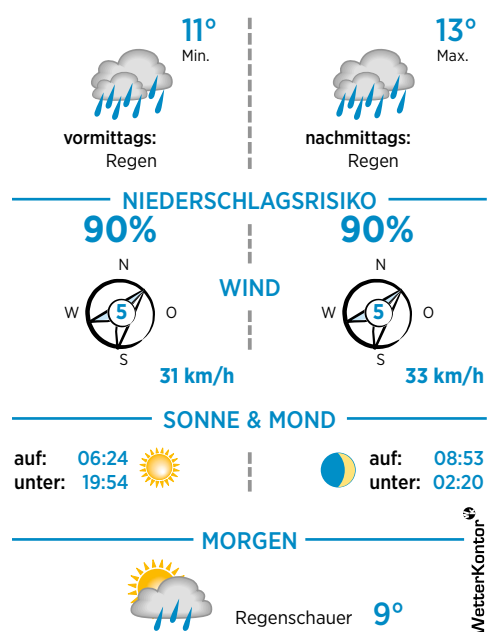 11°
Min.
13°
Max.
vormittags:
Regen
nachmittags:
Regen
NIEDERSCHLAGSRISIKO
90%
90%
WIND
N
W
5
O
S
31 km/h
N
W
5
O
S
33 km/h
SONNE & MOND
auf: 06:24
unter: 19:54
auf: 08:53
unter: 02:20
MORGEN
Regenschauer 9°
WetterKontor